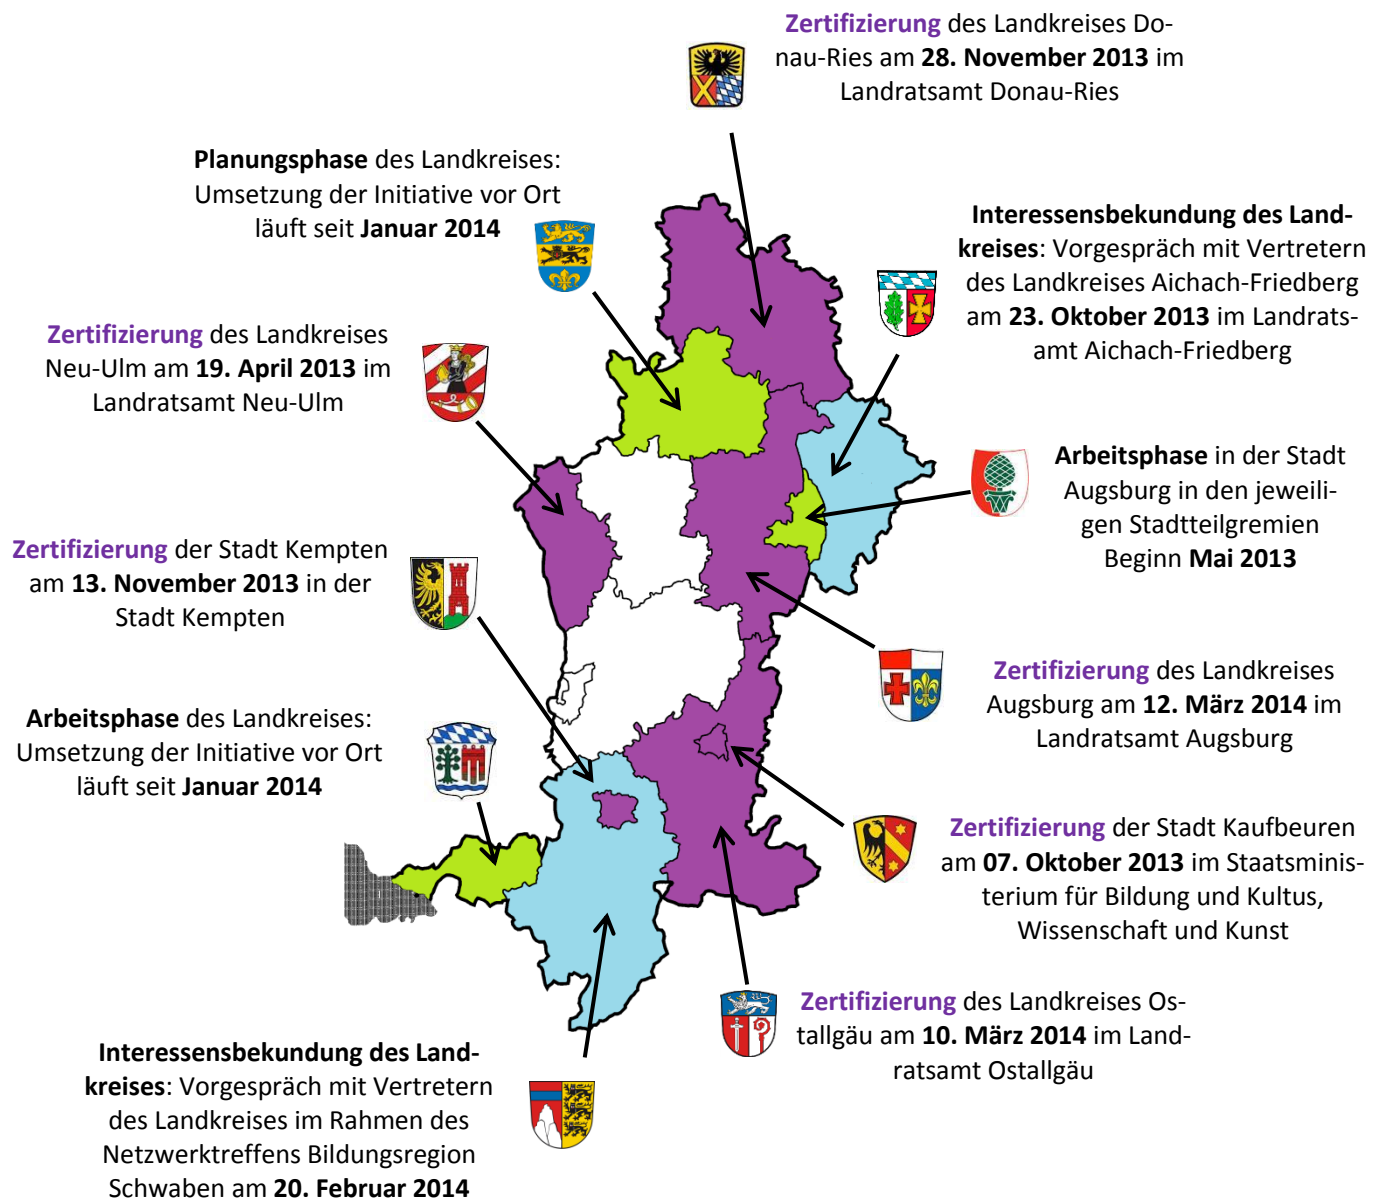 Zertifizierung des Landkreises Do-
nau-Ries am 28. November 2013 im
Landratsamt Donau-Ries
Planungsphase des Landkreises:
Umsetzung der Initiative vor Ort
läuft seit Januar 2014
Interessensbekundung des Land-
kreises: Vorgespräch mit Vertretern
des Landkreises Aichach-Friedberg
am 23. Oktober 2013 im Landrats-
amt Aichach-Friedberg
Zertifizierung des Landkreises
Neu-Ulm am 19. April 2013 im
Landratsamt Neu-Ulm
Arbeitsphase in der Stadt
Augsburg in den jeweili-
gen Stadtteilgremien
Beginn Mai 2013
Zertifizierung der Stadt Kempten
am 13. November 2013 in der
Stadt Kempten
Zertifizierung des Landkreises
Augsburg am 12. März 2014 im
Landratsamt Augsburg
Arbeitsphase des Landkreises:
Umsetzung der Initiative vor Ort
läuft seit Januar 2014
Zertifizierung der Stadt Kaufbeuren
am 07. Oktober 2013 im Staatsminis-
terium für Bildung und Kultus,
Wissenschaft und Kunst
Zertifizierung des Landkreises Os-
tallgäu am 10. März 2014 im Land-
ratsamt Ostallgäu
Interessensbekundung des Land-
kreises: Vorgespräch mit Vertretern
des Landkreises im Rahmen des
Netzwerktreffens Bildungsregion
Schwaben am 20. Februar 2014